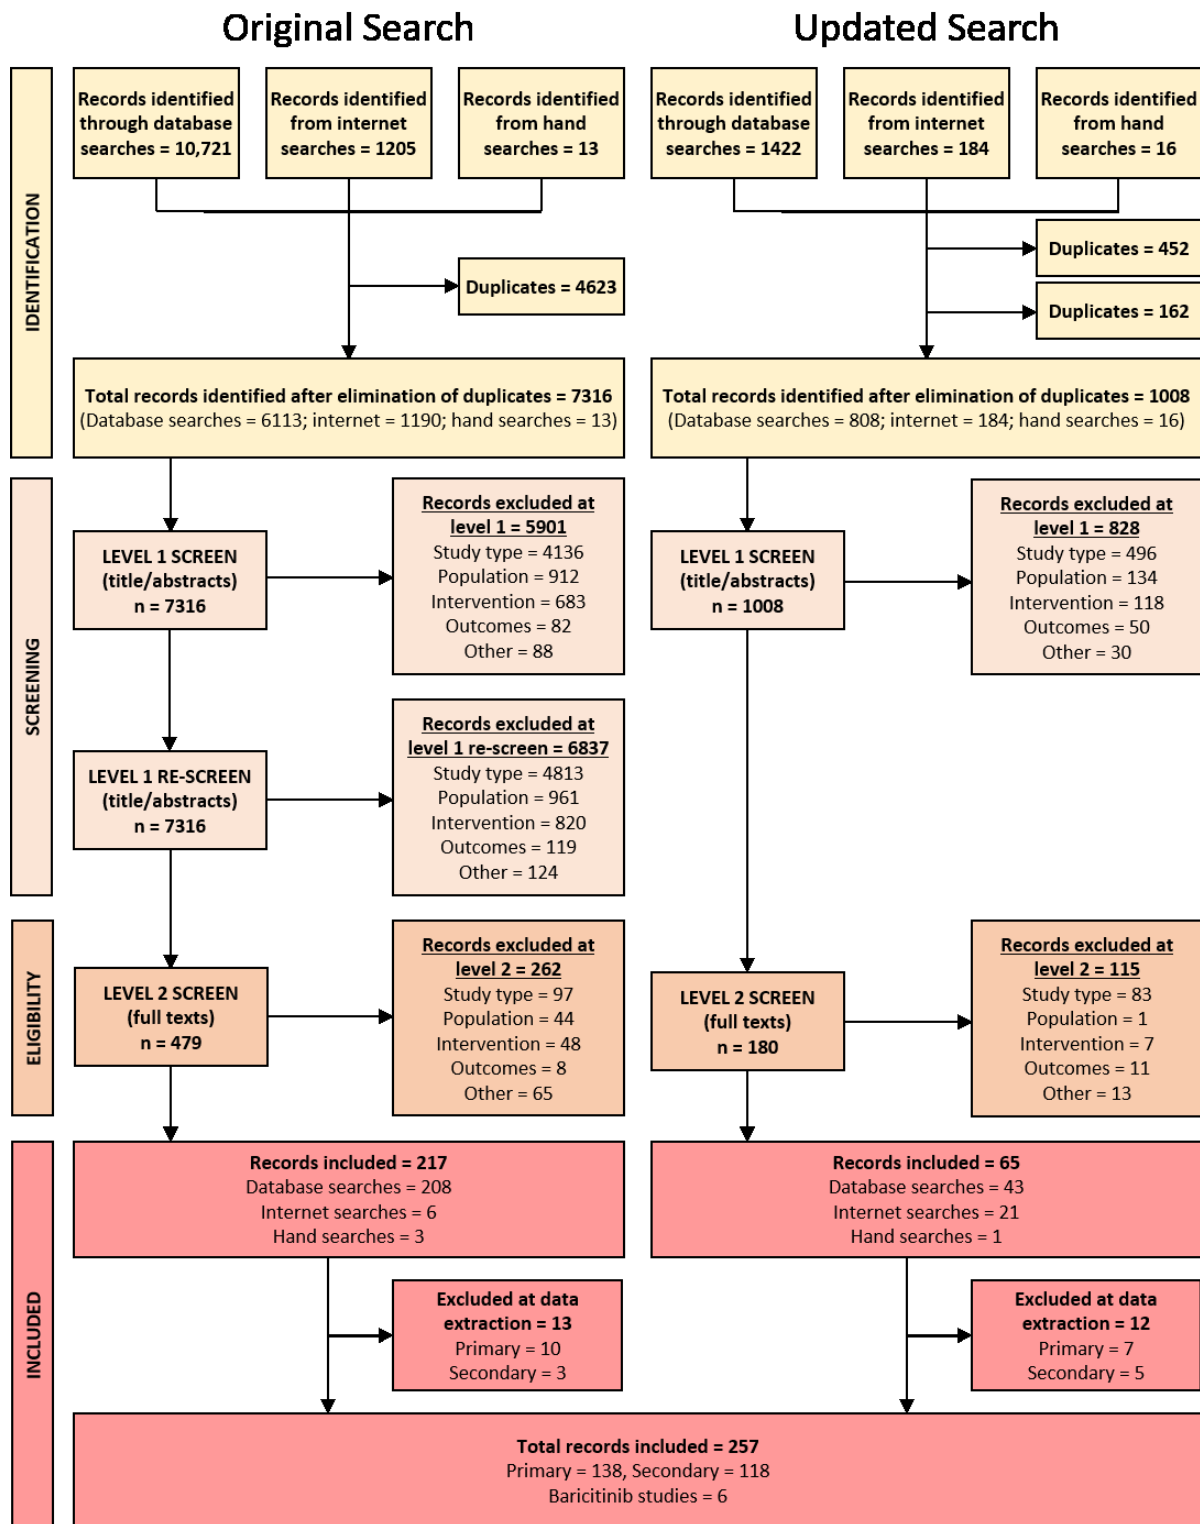 Original Search
Updated Search
IDENTIFICATION
Records identified
through database
searches = 10,721
Records identified
from internet
searches = 1205
Records identified
from hand
searches = 13
Records identified
through database
searches = 1422
Records identified
from internet
searches = 184
Records identified
from hand
searches = 16
Duplicates = 4623
Duplicates = 452
Duplicates = 162
Total records identified after elimination of duplicates = 7316
(Database searches = 6113; internet = 1190; hand searches = 13)
Total records identified after elimination of duplicates = 1008
(Database searches = 808; internet = 184; hand searches = 16)
SCREENING
LEVEL 1 SCREEN
(title/abstracts)
n = 7316
Records excluded at
level 1 = 5901
Study type = 4136
Population = 912
Intervention = 683
Outcomes = 82
Other = 88
LEVEL 1 SCREEN
(title/abstracts)
n = 1008
Records excluded at
level 1 = 828
Study type = 496
Population = 134
Intervention = 118
Outcomes = 50
Other = 30
LEVEL 1 RE-SCREEN
(title/abstracts)
n = 7316
Records excluded at
level 1 re-screen = 6837
Study type = 4813
Population = 961
Intervention = 820
Outcomes = 119
Other = 124
ELIGIBILITY
LEVEL 2 SCREEN
(full texts)
n = 479
Records excluded at
level 2 = 262
Study type = 97
Population = 44
Intervention = 48
Outcomes = 8
Other = 65
LEVEL 2 SCREEN
(full texts)
n = 180
Records excluded at
level 2 = 115
Study type = 83
Population = 1
Intervention = 7
Outcomes = 11
Other = 13
INCLUDED
Records included = 217
Database searches = 208
Internet searches = 6
Hand searches = 3
Records included = 65
Database searches = 43
Internet searches = 21
Hand searches = 1
Excluded at data
extraction = 13
Primary = 10
Secondary = 3
Excluded at data
extraction = 12
Primary = 7
Secondary = 5
Total records included = 257
Primary = 138, Secondary = 118
Baricitinib studies = 6